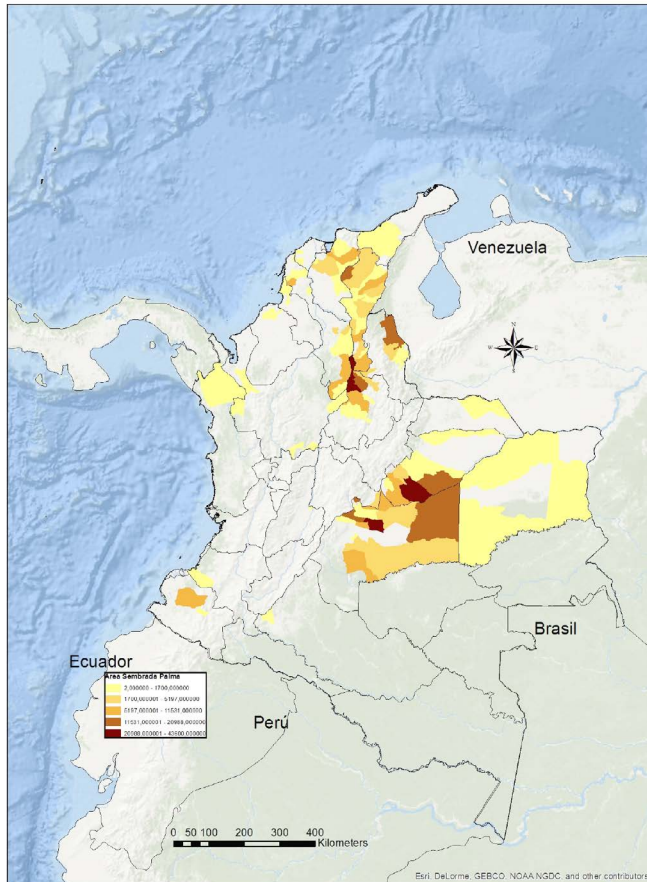 Venezuela
N
W E
S
Brasil
Ecuador
Área Sembrada Palma
2,000000 - 1700,000000
1700,000001 - 5197,000000
5197,000001 - 11531,000000
11531,000001 - 20988,000000
20988,000001 - 43600,000000
Perú
0 50 100 200 300 400
Kilometers
Esri, DeLorme, GEBCO, NOAA NGDC, and other contributors